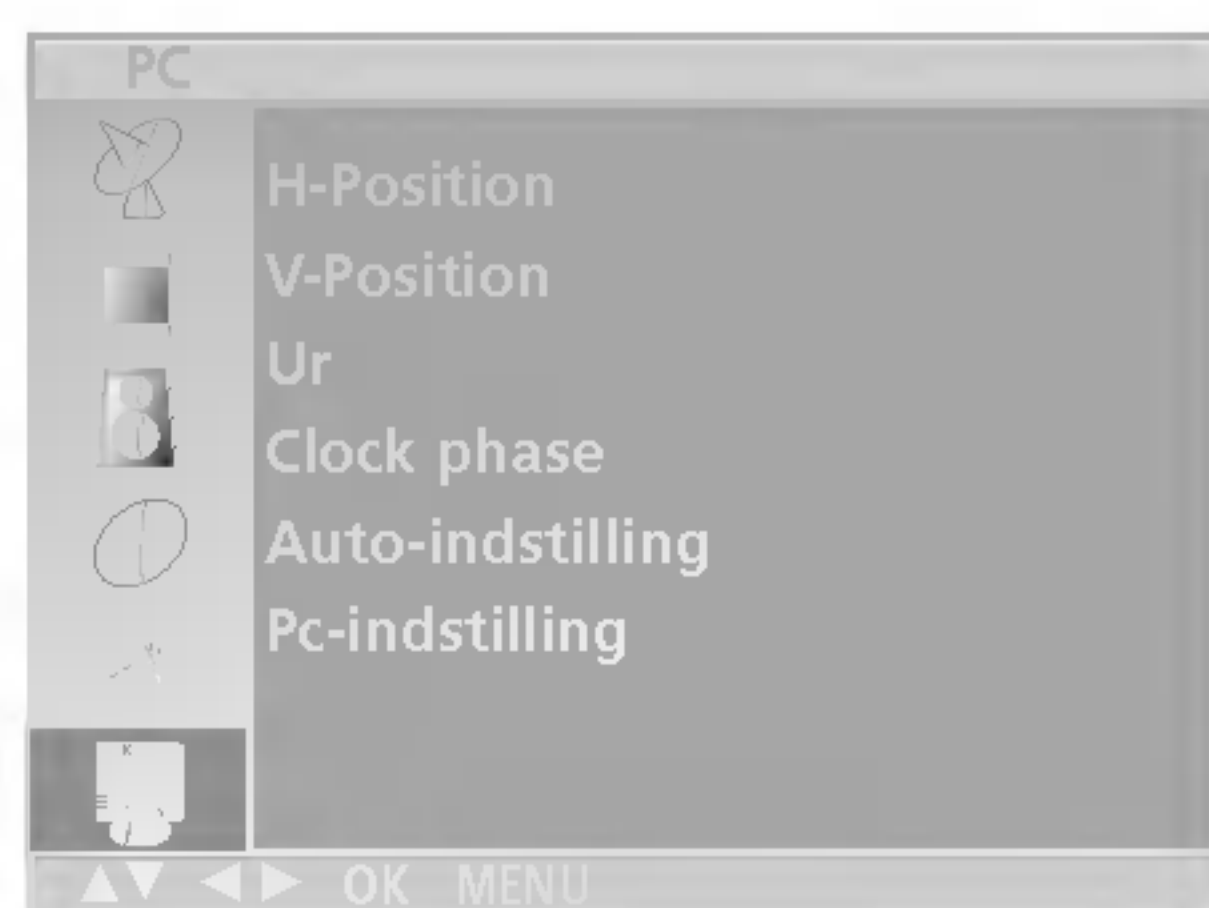 PC
H-Position
V-Position
Ur
Clock phase
Auto-indstilling
Pc-indstilling
OK MENU